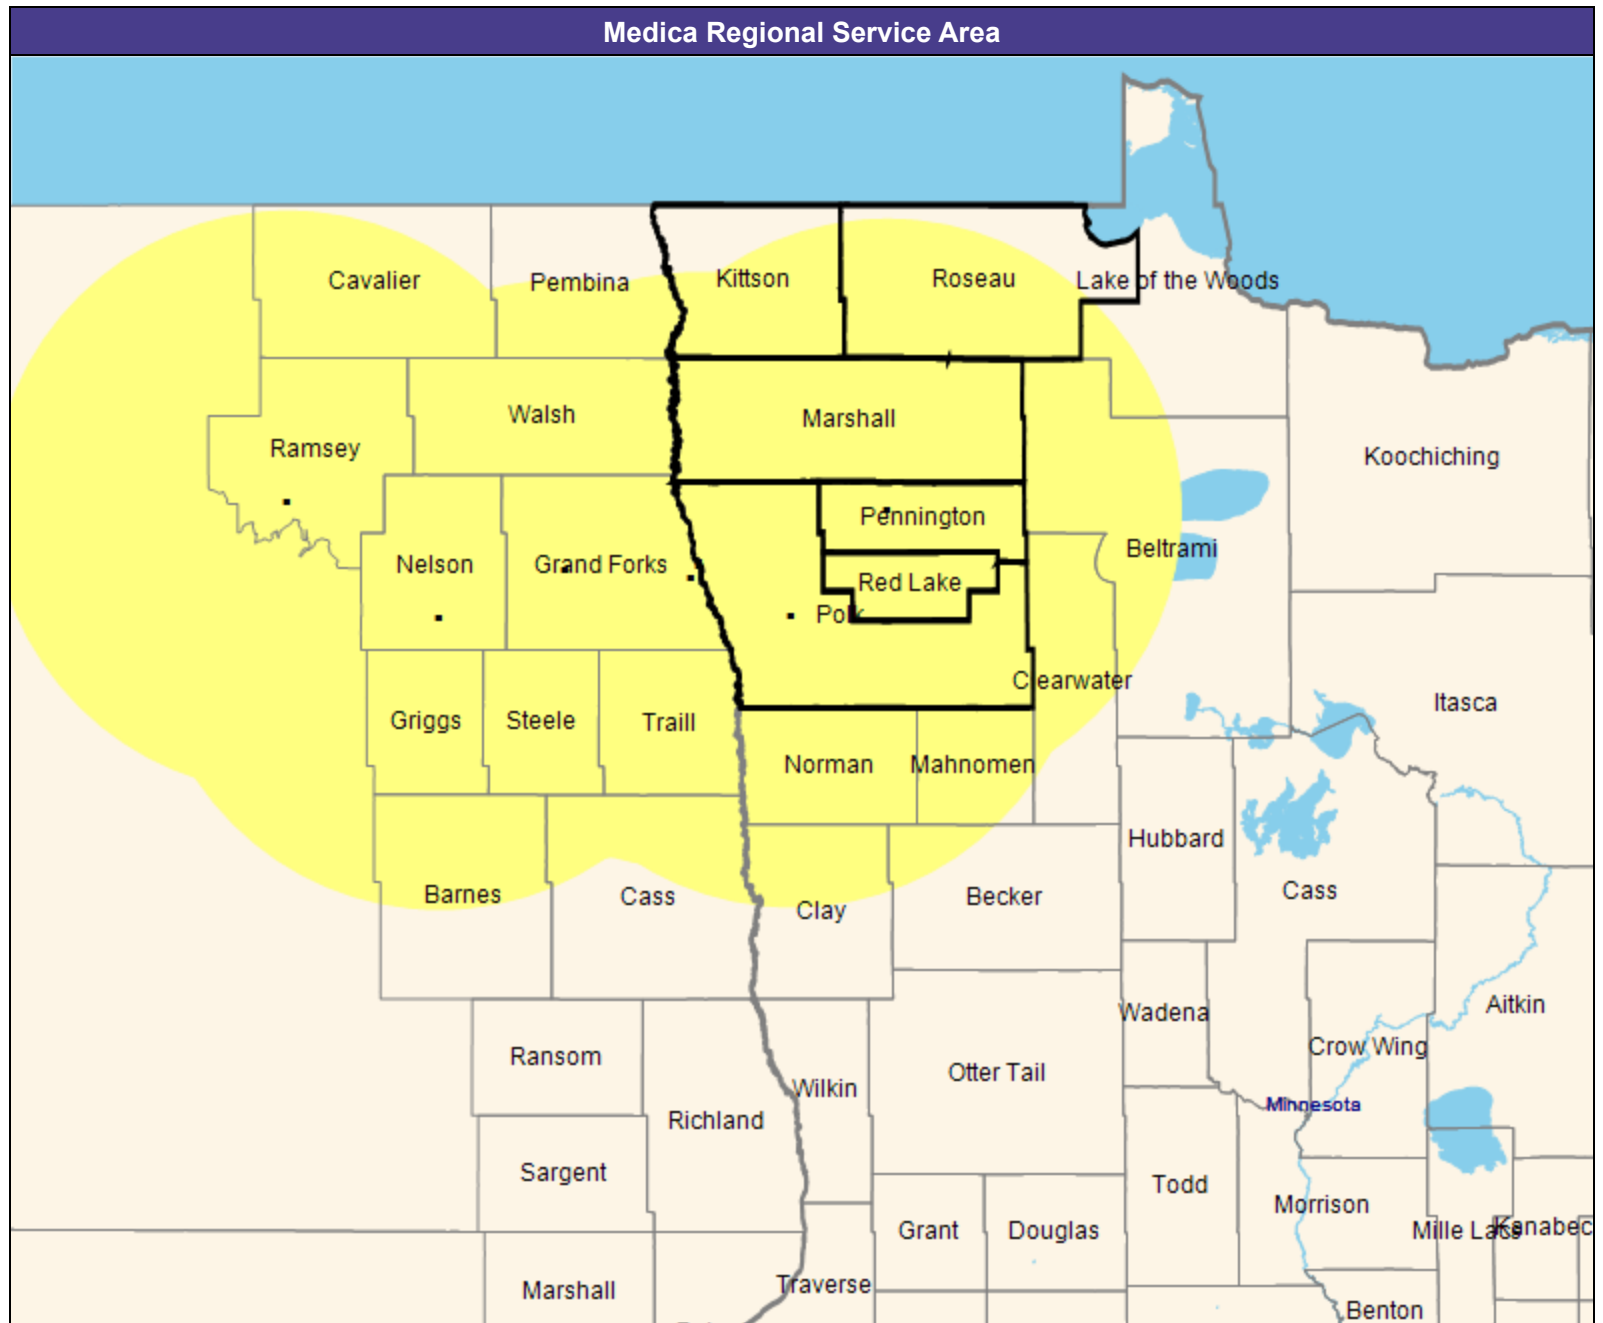 Medica Regional Service Area
Cavalier
Pembina
Kittson
Roseau
Lake of the Woods
Walsh
Marshall
Ramsey
Koochiching
Pennington
Beltrami
Nelson
Grand Forks
Red Lake
Polk
Clearwater
Itasca
Griggs
Steele
Traill
Norman
Mahnomen
Hubbard
Barnes
Cass
Clay
Becker
Cass
Wadena
Aitkin
Ransom
Crow Wing
Otter Tail
Wilkin
Minnesota
Richland
Sargent
Todd
Morrison
Grant
Douglas
Mille Lacs
Kanabec
Marshall
Traverse
Benton